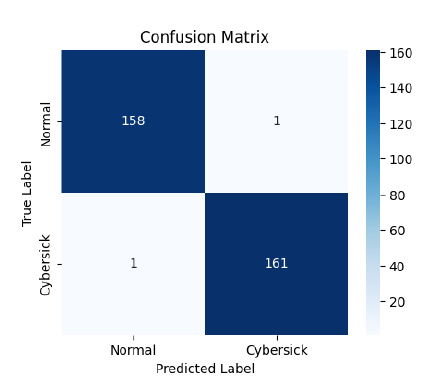 Confusion Matrix
True Label
Normal
158
1
Cybersick
1
161
Normal
Cybersick
Predicted Label
160
140
120
100
80
60
40
20